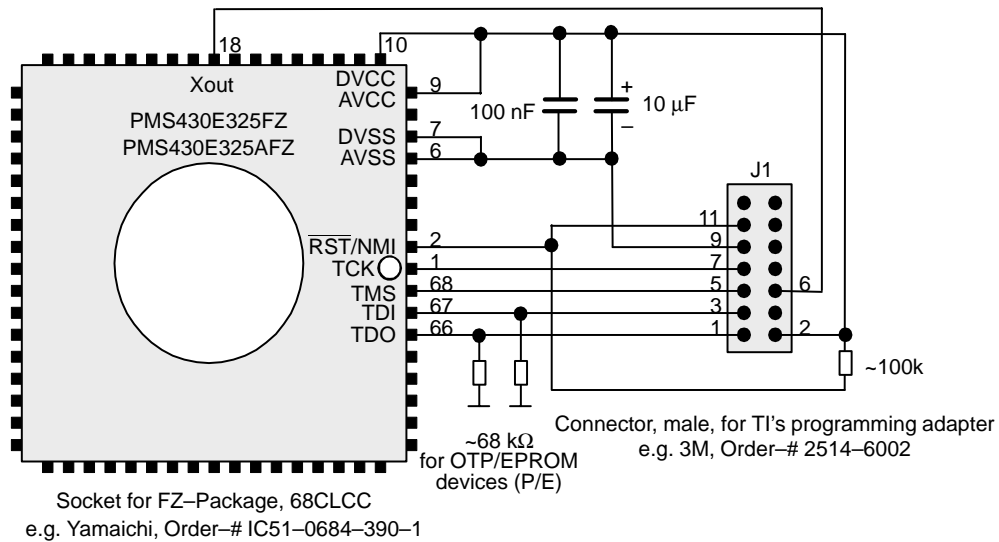 18
10
Xout
DVCC
AVCC
9
PMS430E325FZ
PMS430E325AFZ
100 nF
+
10 μF
–
DVSS
7
AVSS
6
J1
11
RST/NMI
2
9
TCK
1
7
TMS
68
5
6
TDI
67
3
TDO
66
1
2
~100k
~68 kΩ
for OTP/EPROM
devices (P/E)
Connector, male, for TI's programming adapter
e.g. 3M, Order–# 2514–6002
Socket for FZ–Package, 68CLCC
e.g. Yamaichi, Order–# IC51–0684–390–1